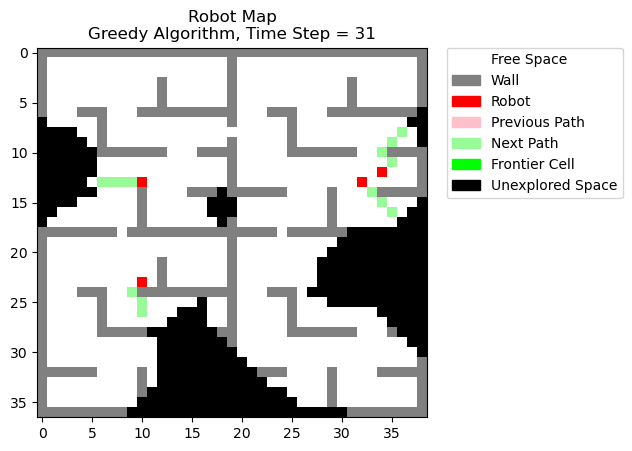 Robot Map
Greedy Algorithm, Time Step = 31
0
5
10
15
20
25
30
35
0
5
10
15
20
25
30
35
Free Space
Wall
Robot
Previous Path
Next Path
Frontier Cell
Unexplored Space